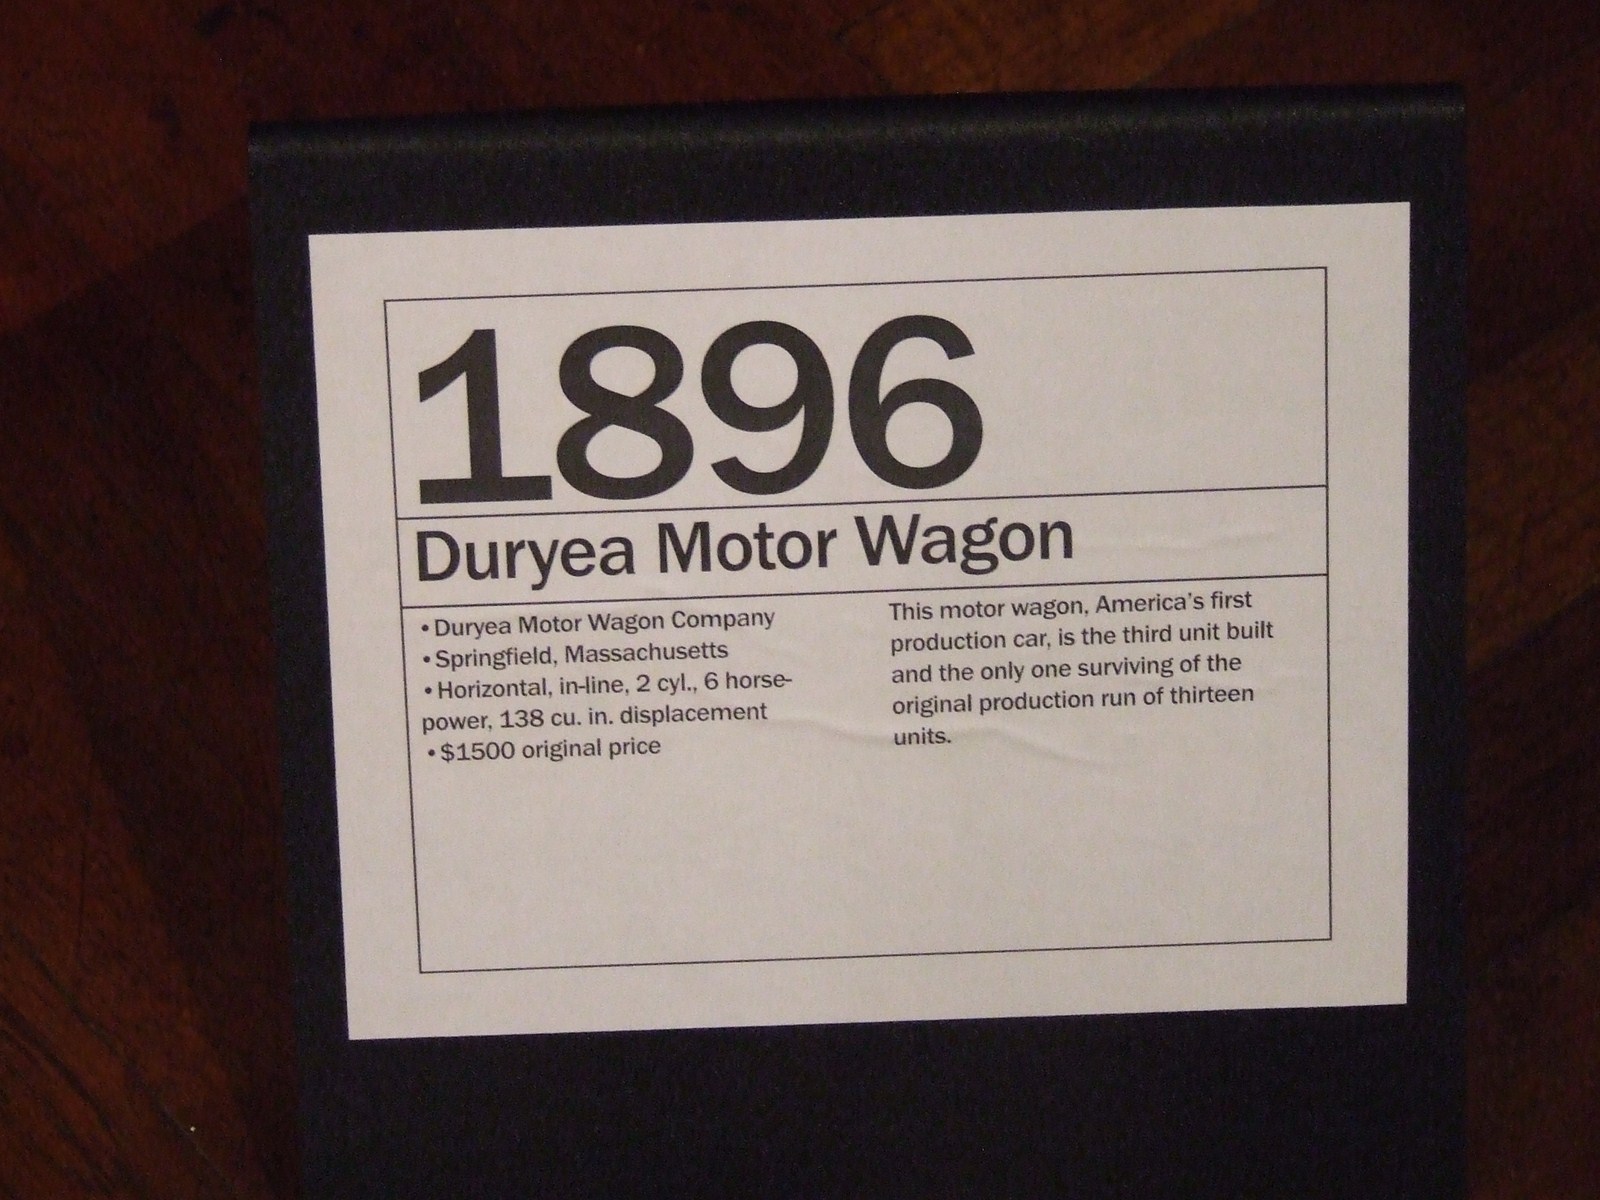 1896
Duryea Motor Wagon
• Duryea Motor Wagon Company
• Springfield, Massachusetts
• Horizontal, in-line, 2 cyl., 6 horse-
power, 138 cu. in. displacement
• $1500 original price
This motor wagon, America's first
production car, is the third unit built
and the only one surviving of the
original production run of thirteen
units.